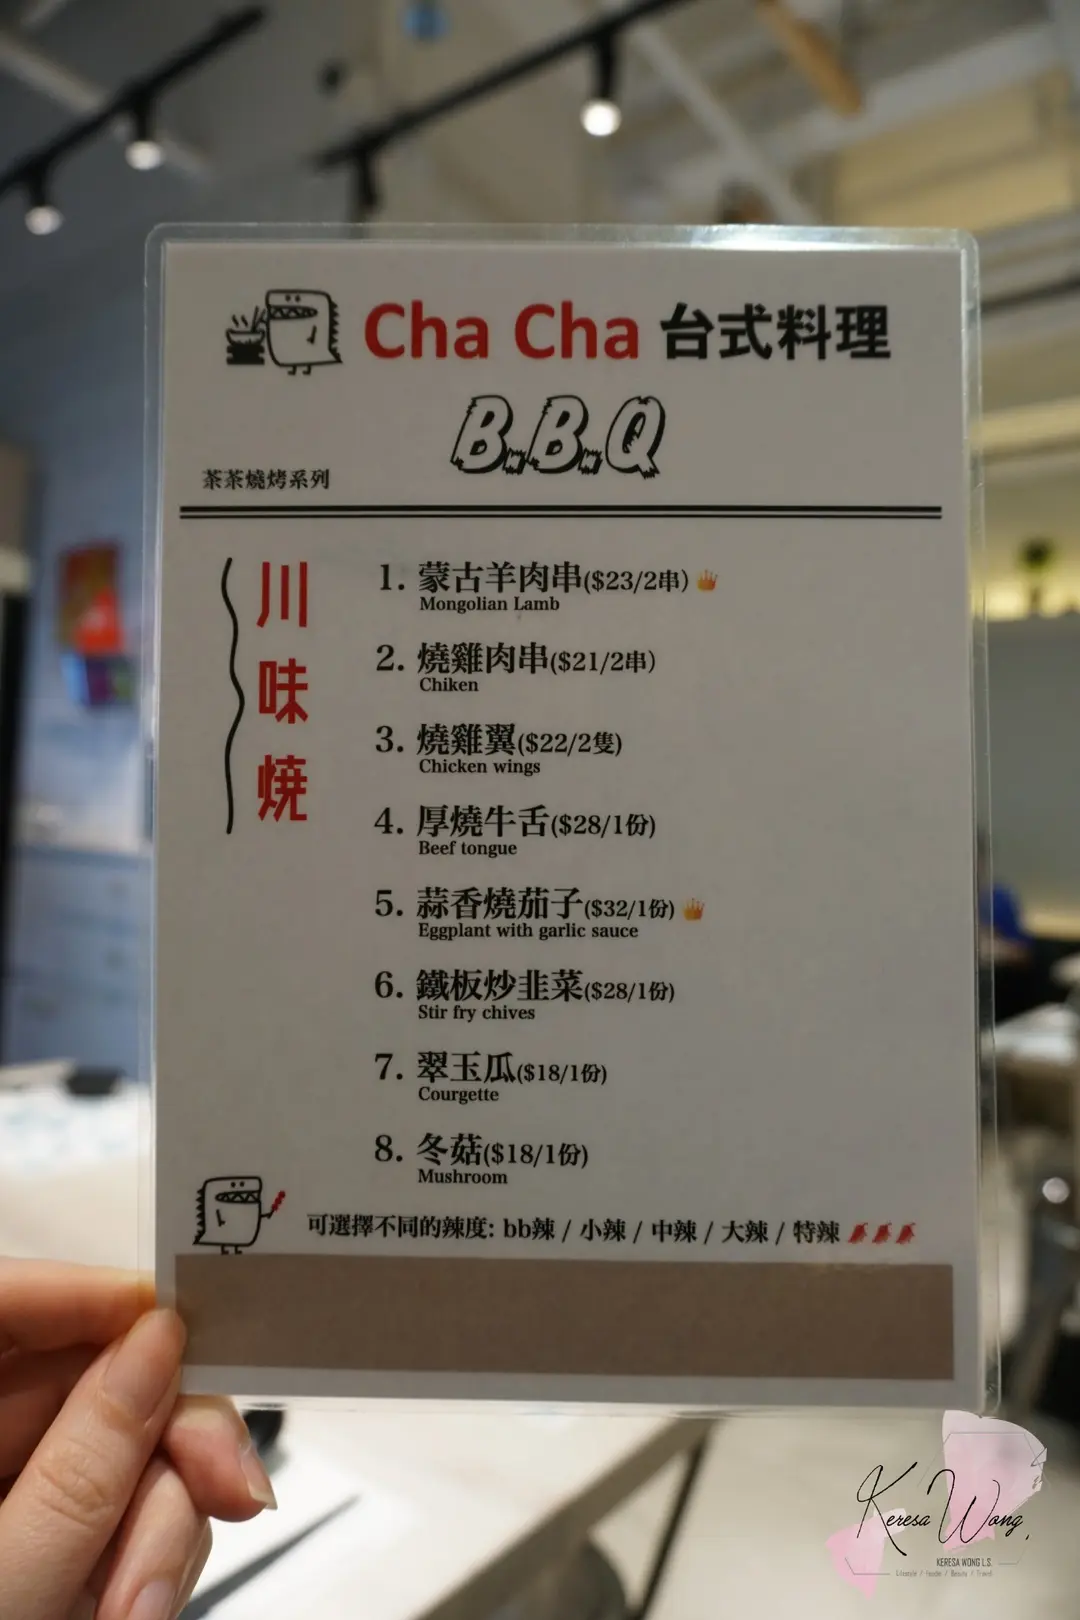 Cha Cha 台式料理
B.B.Q
茶茶燒烤系列
川味燒
1. 蒙古羊肉串($23/2串)
Mongolian Lamb
2. 燒雞肉串($21/2串)
Chiken
3. 燒雞翼($22/2隻)
Chicken wings
4. 厚燒牛舌($28/1份)
Beef tongue
5. 蒜香燒茄子($32/1份)
Eggplant with garlic sauce
6. 鐵板炒韭菜($28/1份)
Stir fry chives
7. 翠玉瓜($18/1份)
Courgette
8. 冬菇($18/1份)
Mushroom
可選擇不同的辣度: bb辣 / 小辣 / 中辣 / 大辣 / 特辣
Keresa Wong
KERESA WONG L.S.
Lifestyle / Foodie / Beauty / Travel